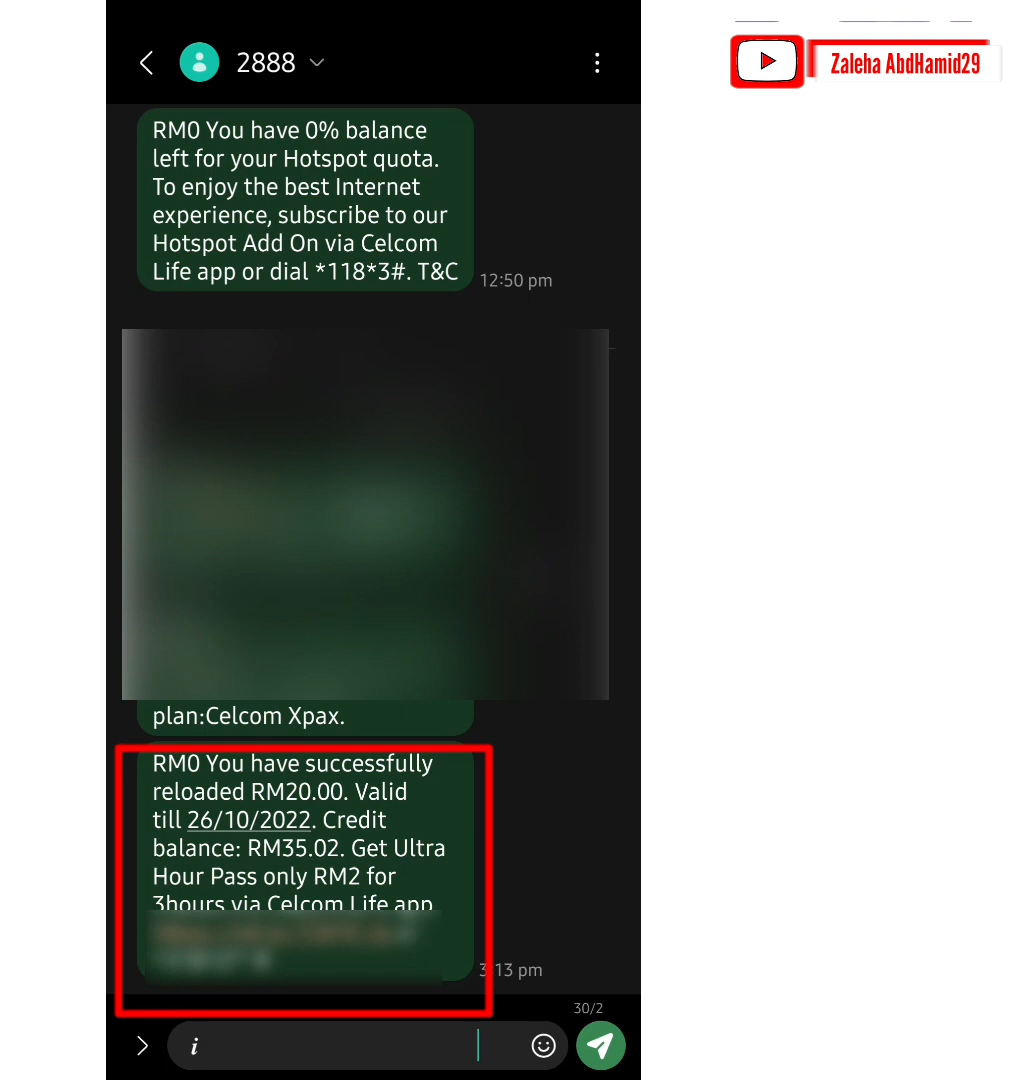 2888
Zaleha AbdHamid29
RM0 You have 0% balance
left for your Hotspot quota.
To enjoy the best Internet
experience, subscribe to our
Hotspot Add On via Celcom
Life app or dial *118*3#. T&C
12:50 pm
plan:Celcom Xpax.
RM0 You have successfully
reloaded RM20.00. Valid
till 26/10/2022. Credit
balance: RM35.02. Get Ultra
Hour Pass only RM2 for
3hours via Celcom Life app.
3:13 pm
30/2
i